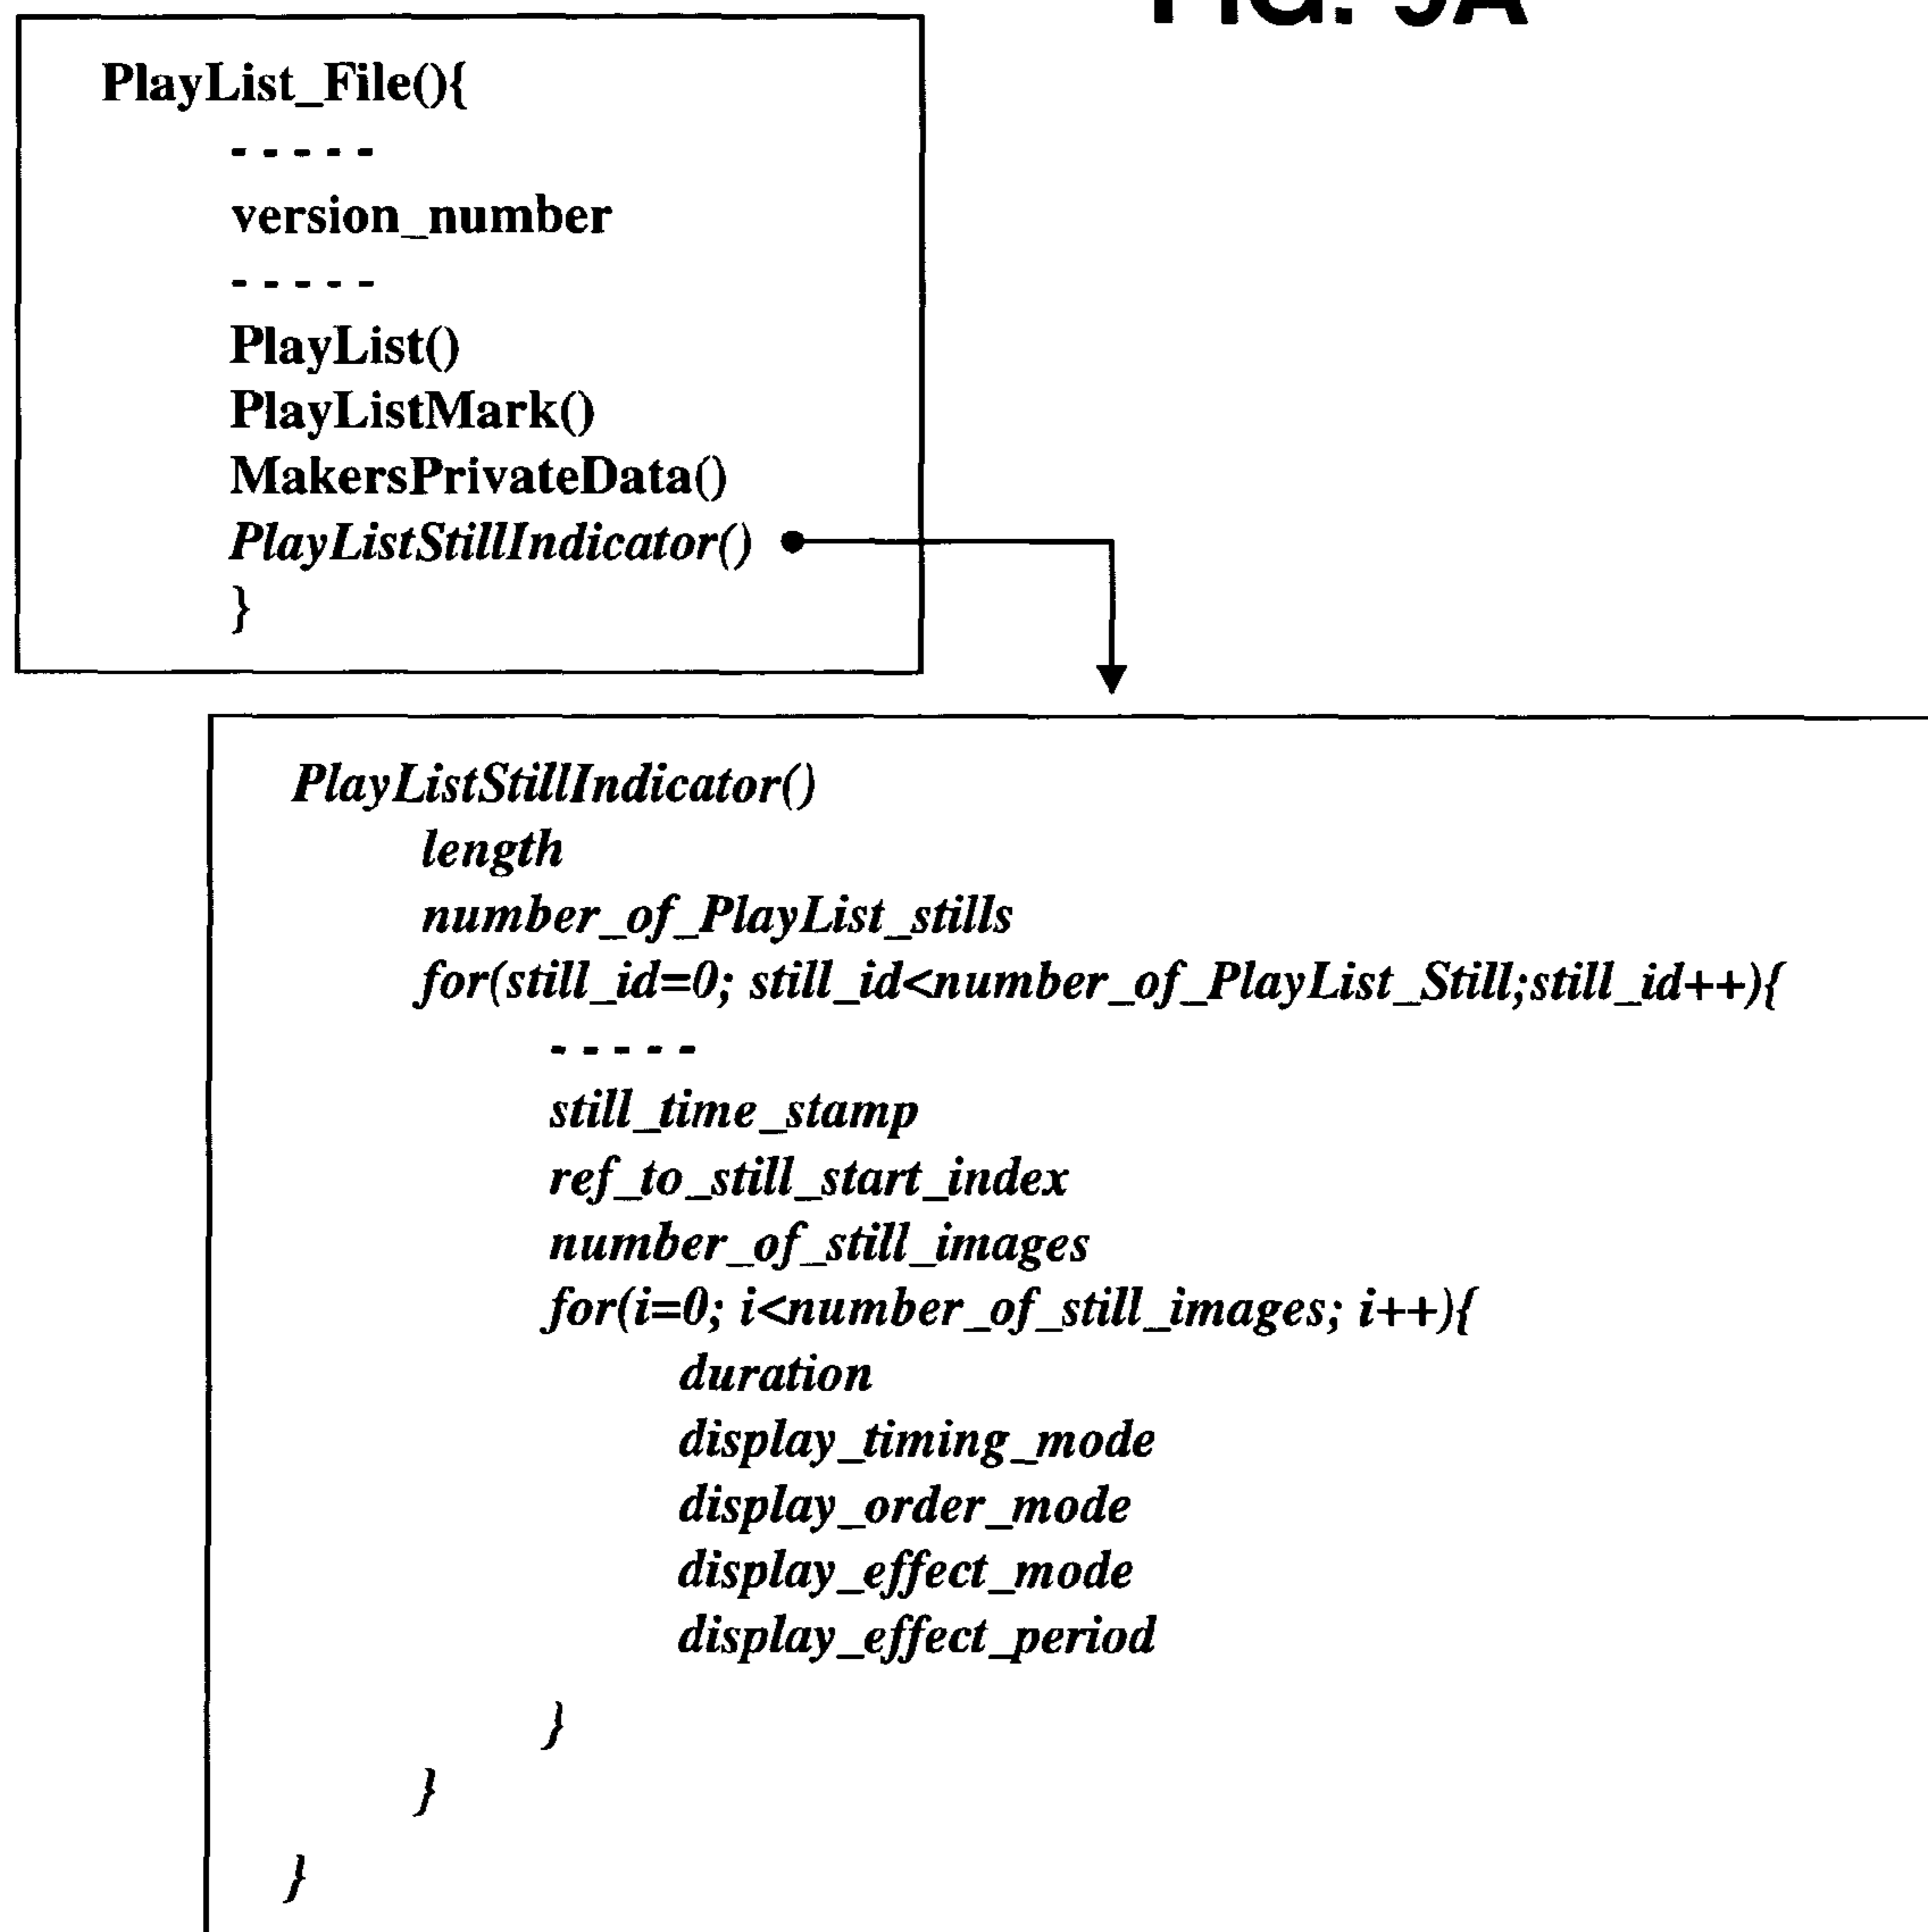 PlayList_File(){
- - - - -
version_number
- - - - -
PlayList()
PlayListMark()
MakersPrivateData()
PlayListStillIndicator()
}
PlayListStillIndicator()
length
number_of_PlayList_stills
for(still_id=0; still_id<number_of_PlayList_Still;still_id++){
- - - - -
still_time_stamp
ref_to_still_start_index
number_of_still_images
for(i=0; i<number_of_still_images; i++){
duration
display_timing_mode
display_order_mode
display_effect_mode
display_effect_period
}
}
}